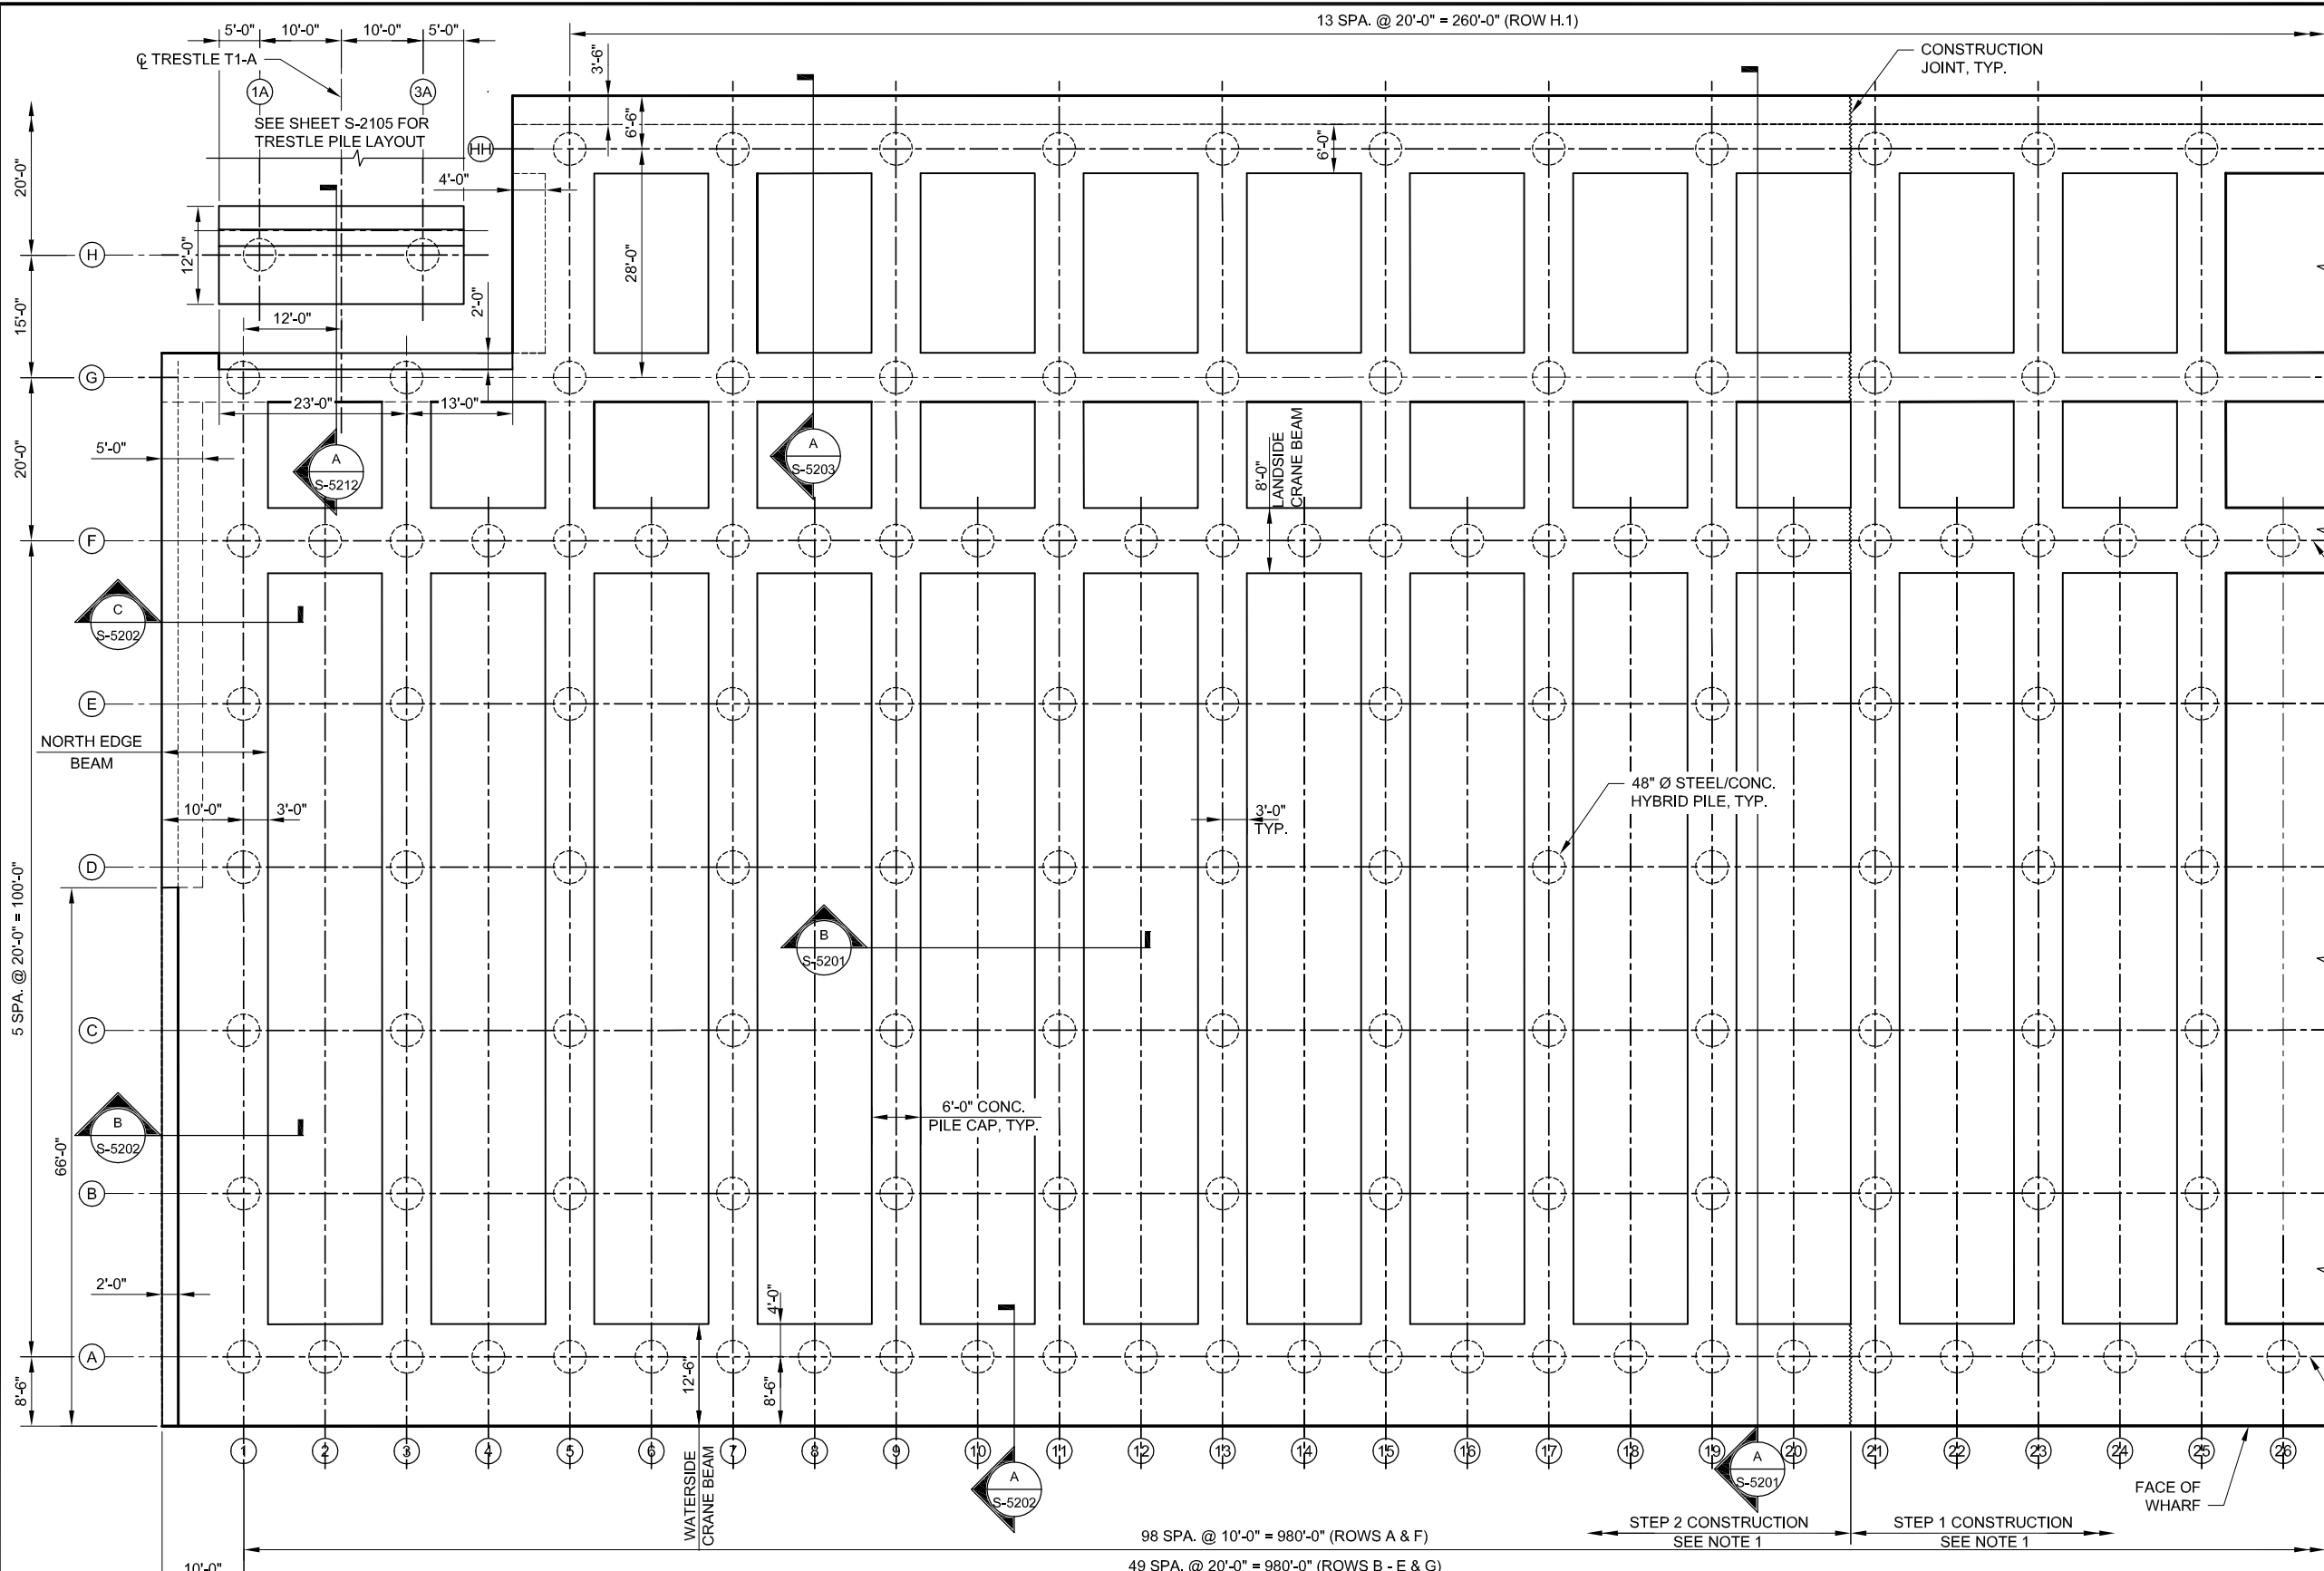 13 SPA. @ 20'-0" = 260'-0" (ROW H.1)
5'-0"
10'-0"
10'-0"
5'-0"
℄ TRESTLE T1-A
3'-6"
CONSTRUCTION
JOINT, TYP.
1A
3A
SEE SHEET S-2105 FOR
TRESTLE PILE LAYOUT
HH
6'-6"
6'-0"
20'-0"
4'-0"
H
12'-0"
28'-0"
15'-0"
2'-0"
12'-0"
G
23'-0"
13'-0"
5'-0"
20'-0"
A
S-5212
A
S-5203
8'-0"
LANDSIDE
CRANE BEAM
F
C
S-5202
E
NORTH EDGE
BEAM
48" Ø STEEL/CONC.
HYBRID PILE, TYP.
10'-0"
3'-0"
3'-0"
TYP.
D
5 SPA. @ 20'-0" = 100'-0"
B
S-5201
C
6'-0" CONC.
PILE CAP, TYP.
B
S-5202
66'-0"
B
2'-0"
4'-0"
A
8'-6"
12'-6"
8'-6"
1
2
3
4
5
6
7
8
9
10
11
12
13
14
15
16
17
18
19
20
21
22
23
24
25
26
WATERSIDE
CRANE BEAM
A
S-5202
A
S-5201
FACE OF
WHARF
STEP 2 CONSTRUCTION
SEE NOTE 1
STEP 1 CONSTRUCTION
SEE NOTE 1
98 SPA. @ 10'-0" = 980'-0" (ROWS A & F)
10'-0"
49 SPA. @ 20'-0" = 980'-0" (ROWS B - E & G)